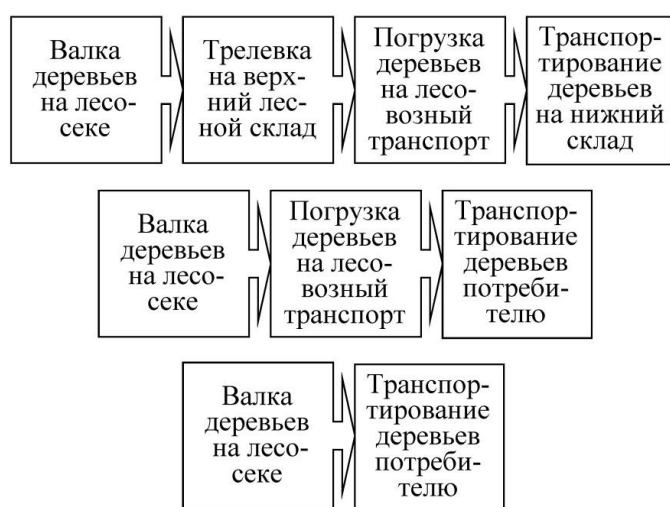 Валка
деревьев
на лесо-
секе
Трелевка
на верх-
ний лес-
ной склад
Погрузка
деревьев
на лесо-
возный
транспорт
Транспор-
тирование
деревьев
на нижний
склад
Валка
деревьев
на лесо-
секе
Погрузка
деревьев
на лесо-
возный
транспорт
Транспор-
тирование
деревьев
потреби-
телю
Валка
деревьев
на лесо-
секе
Транспор-
тирование
деревьев
потреби-
телю